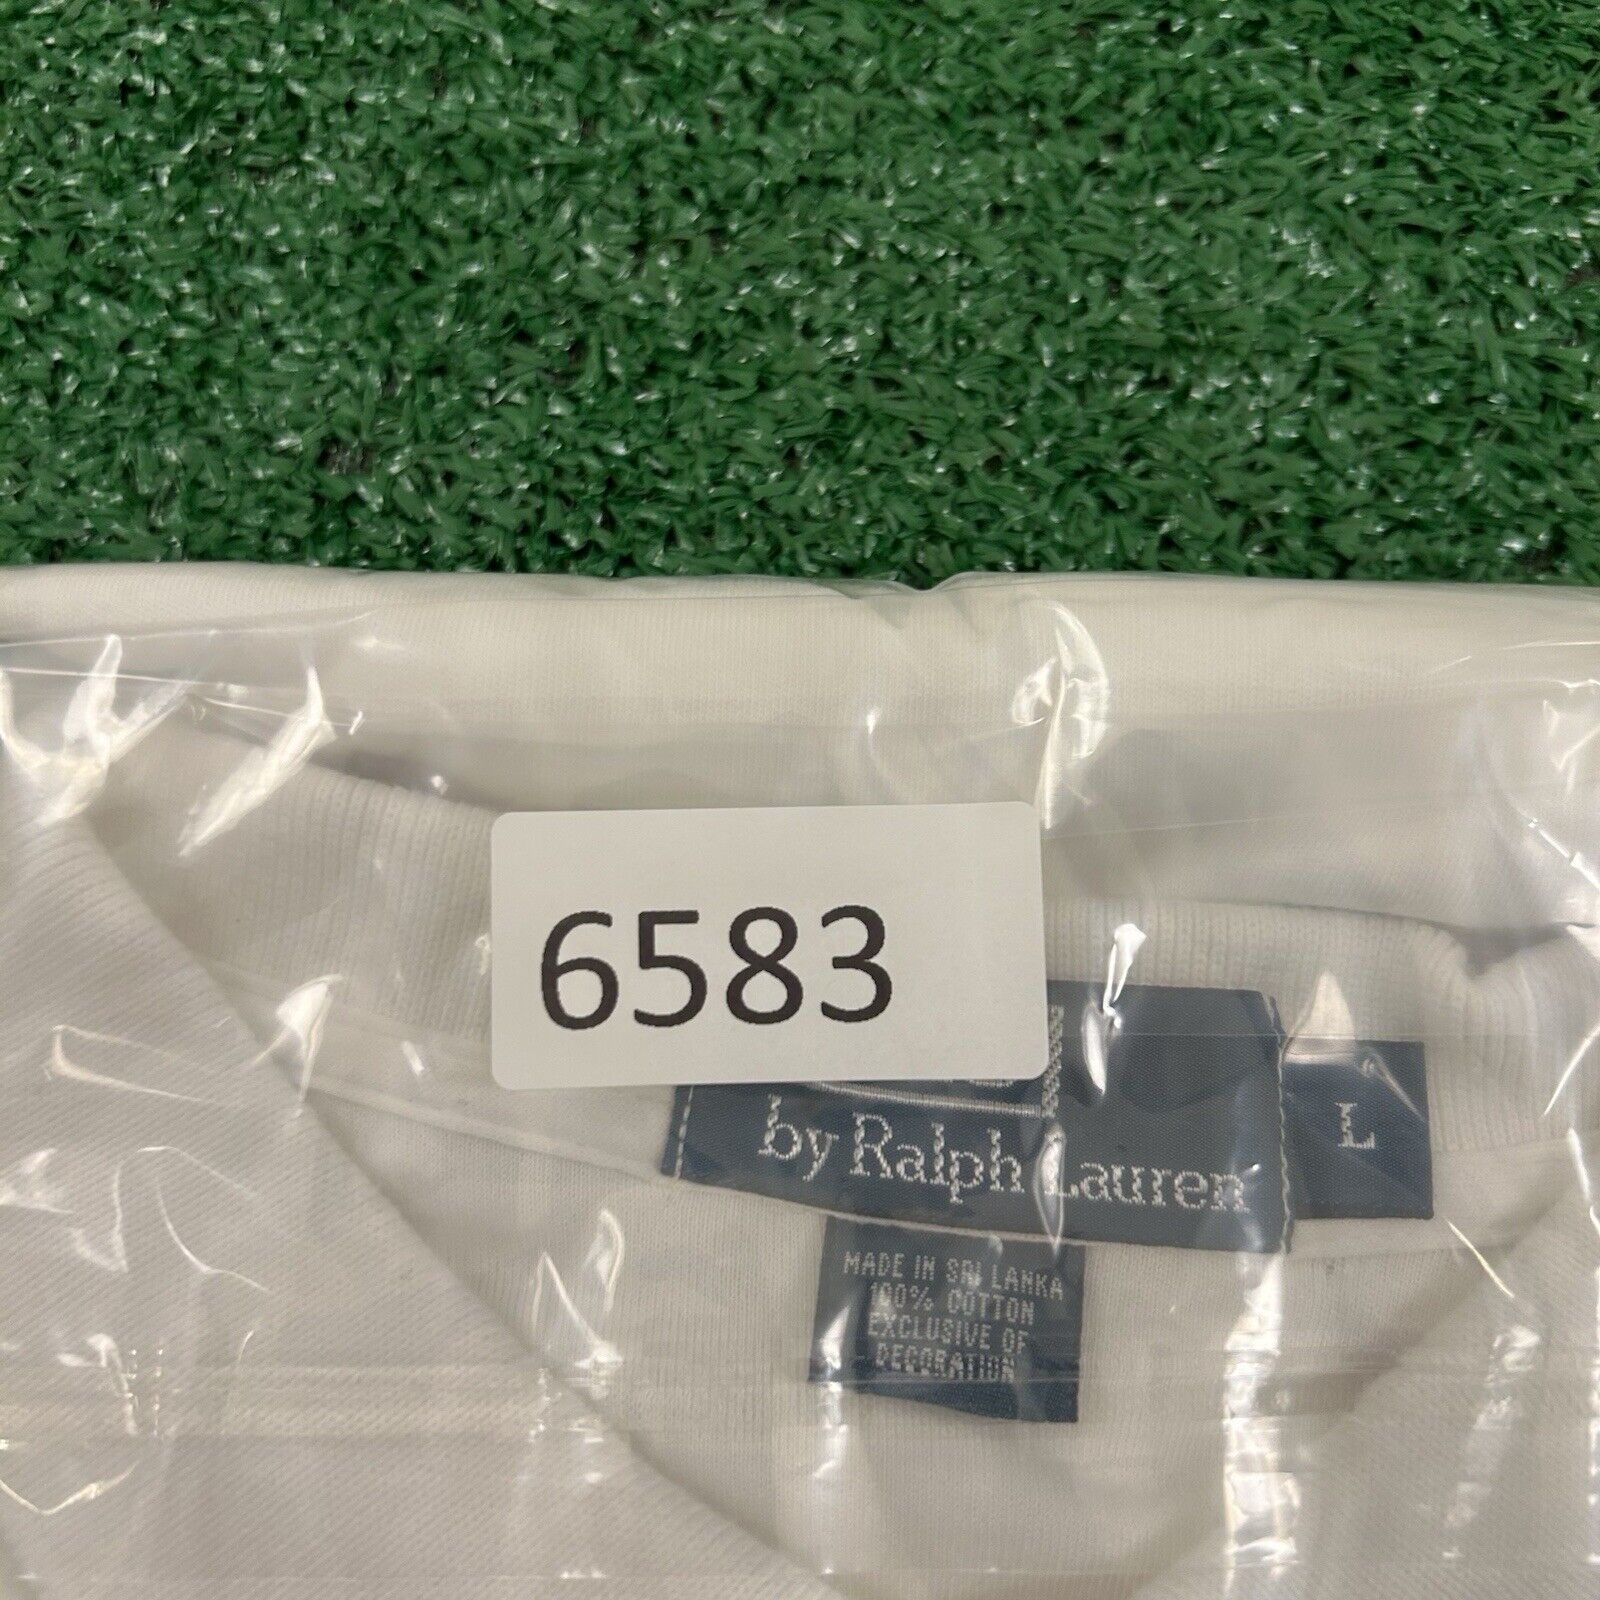 6583
by Ralph Lauren
L
MADE IN SRI LANKA
100% COTTON
EXCLUSIVE OF
DECORATION